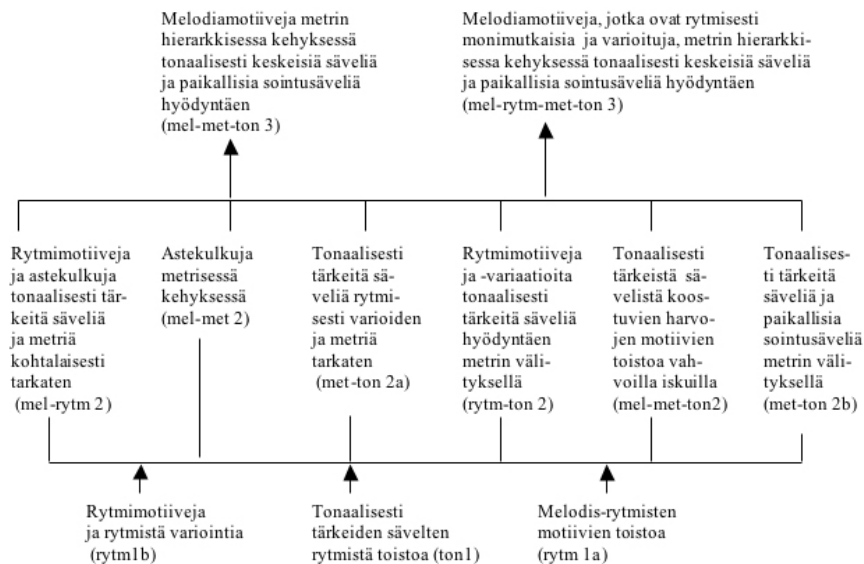 Melodiamotiiveja metrin
hierarkkisessa kehyksessä
tonaalisesti keskeisiä säveliä
ja paikallisia sointusäveliä
hyödyntäen
(mel-met-ton 3)
Melodiamotiiveja, jotka ovat rytmisesti
monimutkaisia ja varioituja, metrin hierarkki-
sessa kehyksessä tonaalisesti keskeisiä säveliä
ja paikallisia sointusäveliä hyödyntäen
(mel-rytm-met-ton 3)
Rytmimotiiveja
ja astekulkuja
tonaalisesti tär-
keitä säveliä
ja metriä
kohtalaisesti
tarkaten
(mel-rytm 2)
Astekulkuja
metrisessä
kehyksessä
(mel-met 2)
Tonaalisesti
tärkeitä sä-
veliä rytmi-
sesti varioiden
ja metriä
tarkaten
(met-ton 2a)
Rytmimotiiveja
ja -variaatioita
tonaalisesti
tärkeitä säveliä
hyödyntäen
metrin väli-
tyksellä
(rytm-ton 2)
Tonaalisesti
tärkeistä sä-
velistä koos-
tuvien harvo-
jen motiivien
toistoa vah-
voilla iskuilla
(mel-met-ton2)
Tonaalises-
ti tärkeitä
säveliä ja
paikallisia
sointusäveliä
metrin väli-
tyksellä
(met-ton 2b)
Rytmimotiiveja
ja rytmistä variointia
(rytm1b)
Tonaalisesti
tärkeiden sävelten
rytmistä toistoa (ton1)
Melodis-rytmisten
motiivien toistoa
(rytm 1a)